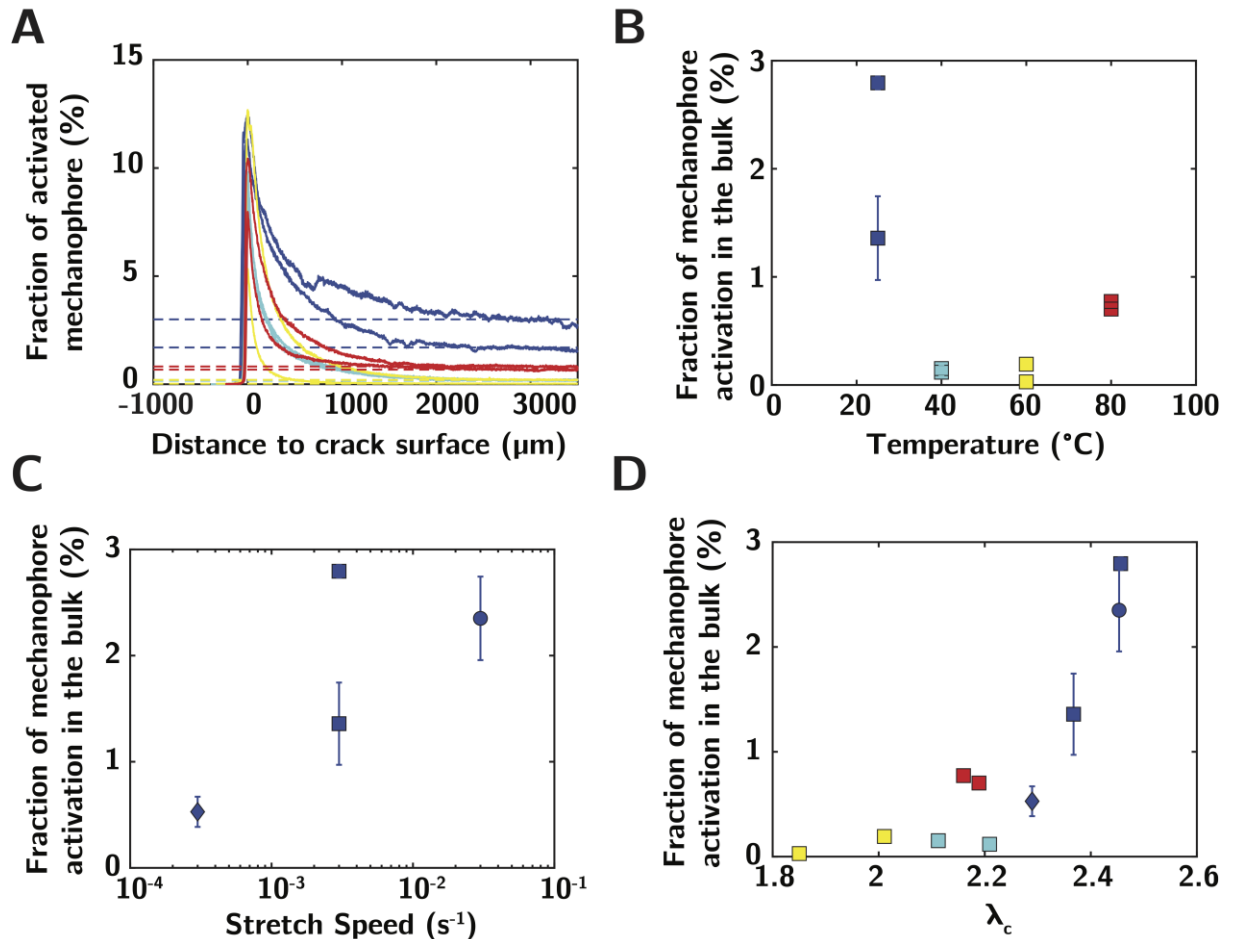 A
Fraction of activated
mechanophore (%)
15
10
5
0
-1000
0
1000
2000
3000
Distance to crack surface (µm)
B
Fraction of mechanophore
activation in the bulk (%)
3
2
1
0
0
20
40
60
80
100
Temperature (°C)
C
Fraction of mechanophore
activation in the bulk (%)
3
2
1
0
10⁻⁴
10⁻³
10⁻²
10⁻¹
Stretch Speed (s⁻¹)
D
Fraction of mechanophore
activation in the bulk (%)
3
2
1
0
1.8
2
2.2
2.4
2.6
λc